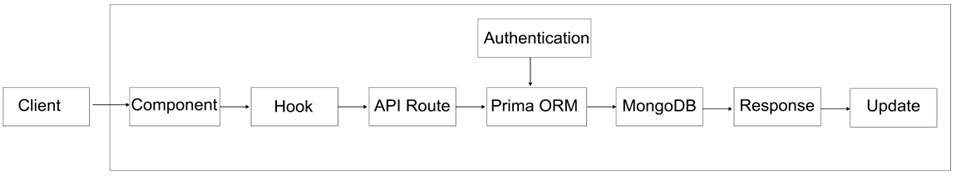 Authentication
Client
Component
Hook
API Route
Prima ORM
MongoDB
Response
Update